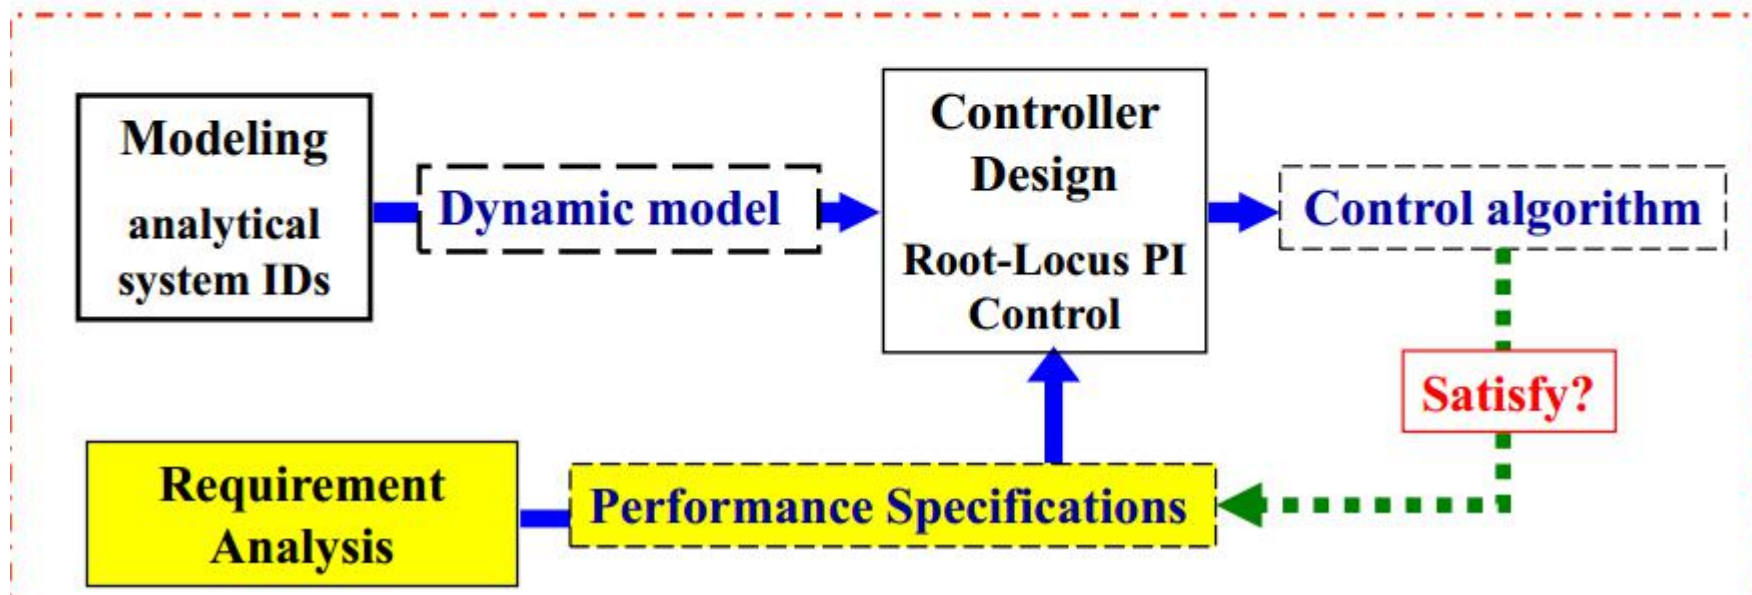 Modeling
analytical
system IDs
Dynamic model
Controller
Design
Root-Locus PI
Control
Control algorithm
Satisfy?
Requirement
Analysis
Performance Specifications